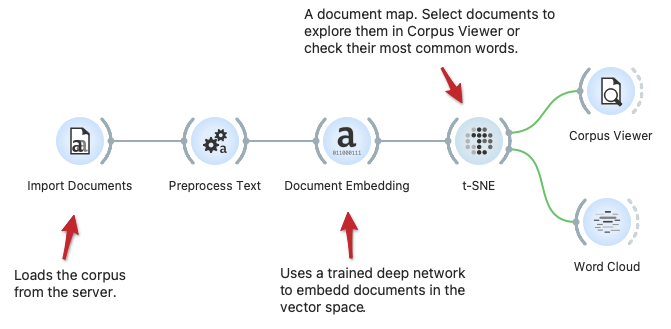 A document map. Select documents to
explore them in Corpus Viewer or
check their most common words.
a
a
a
a
011000111
Import Documents
Preprocess Text
Document Embedding
t-SNE
Corpus Viewer
Word Cloud
Loads the corpus
from the server.
Uses a trained deep network
to embedd documents in the
vector space.